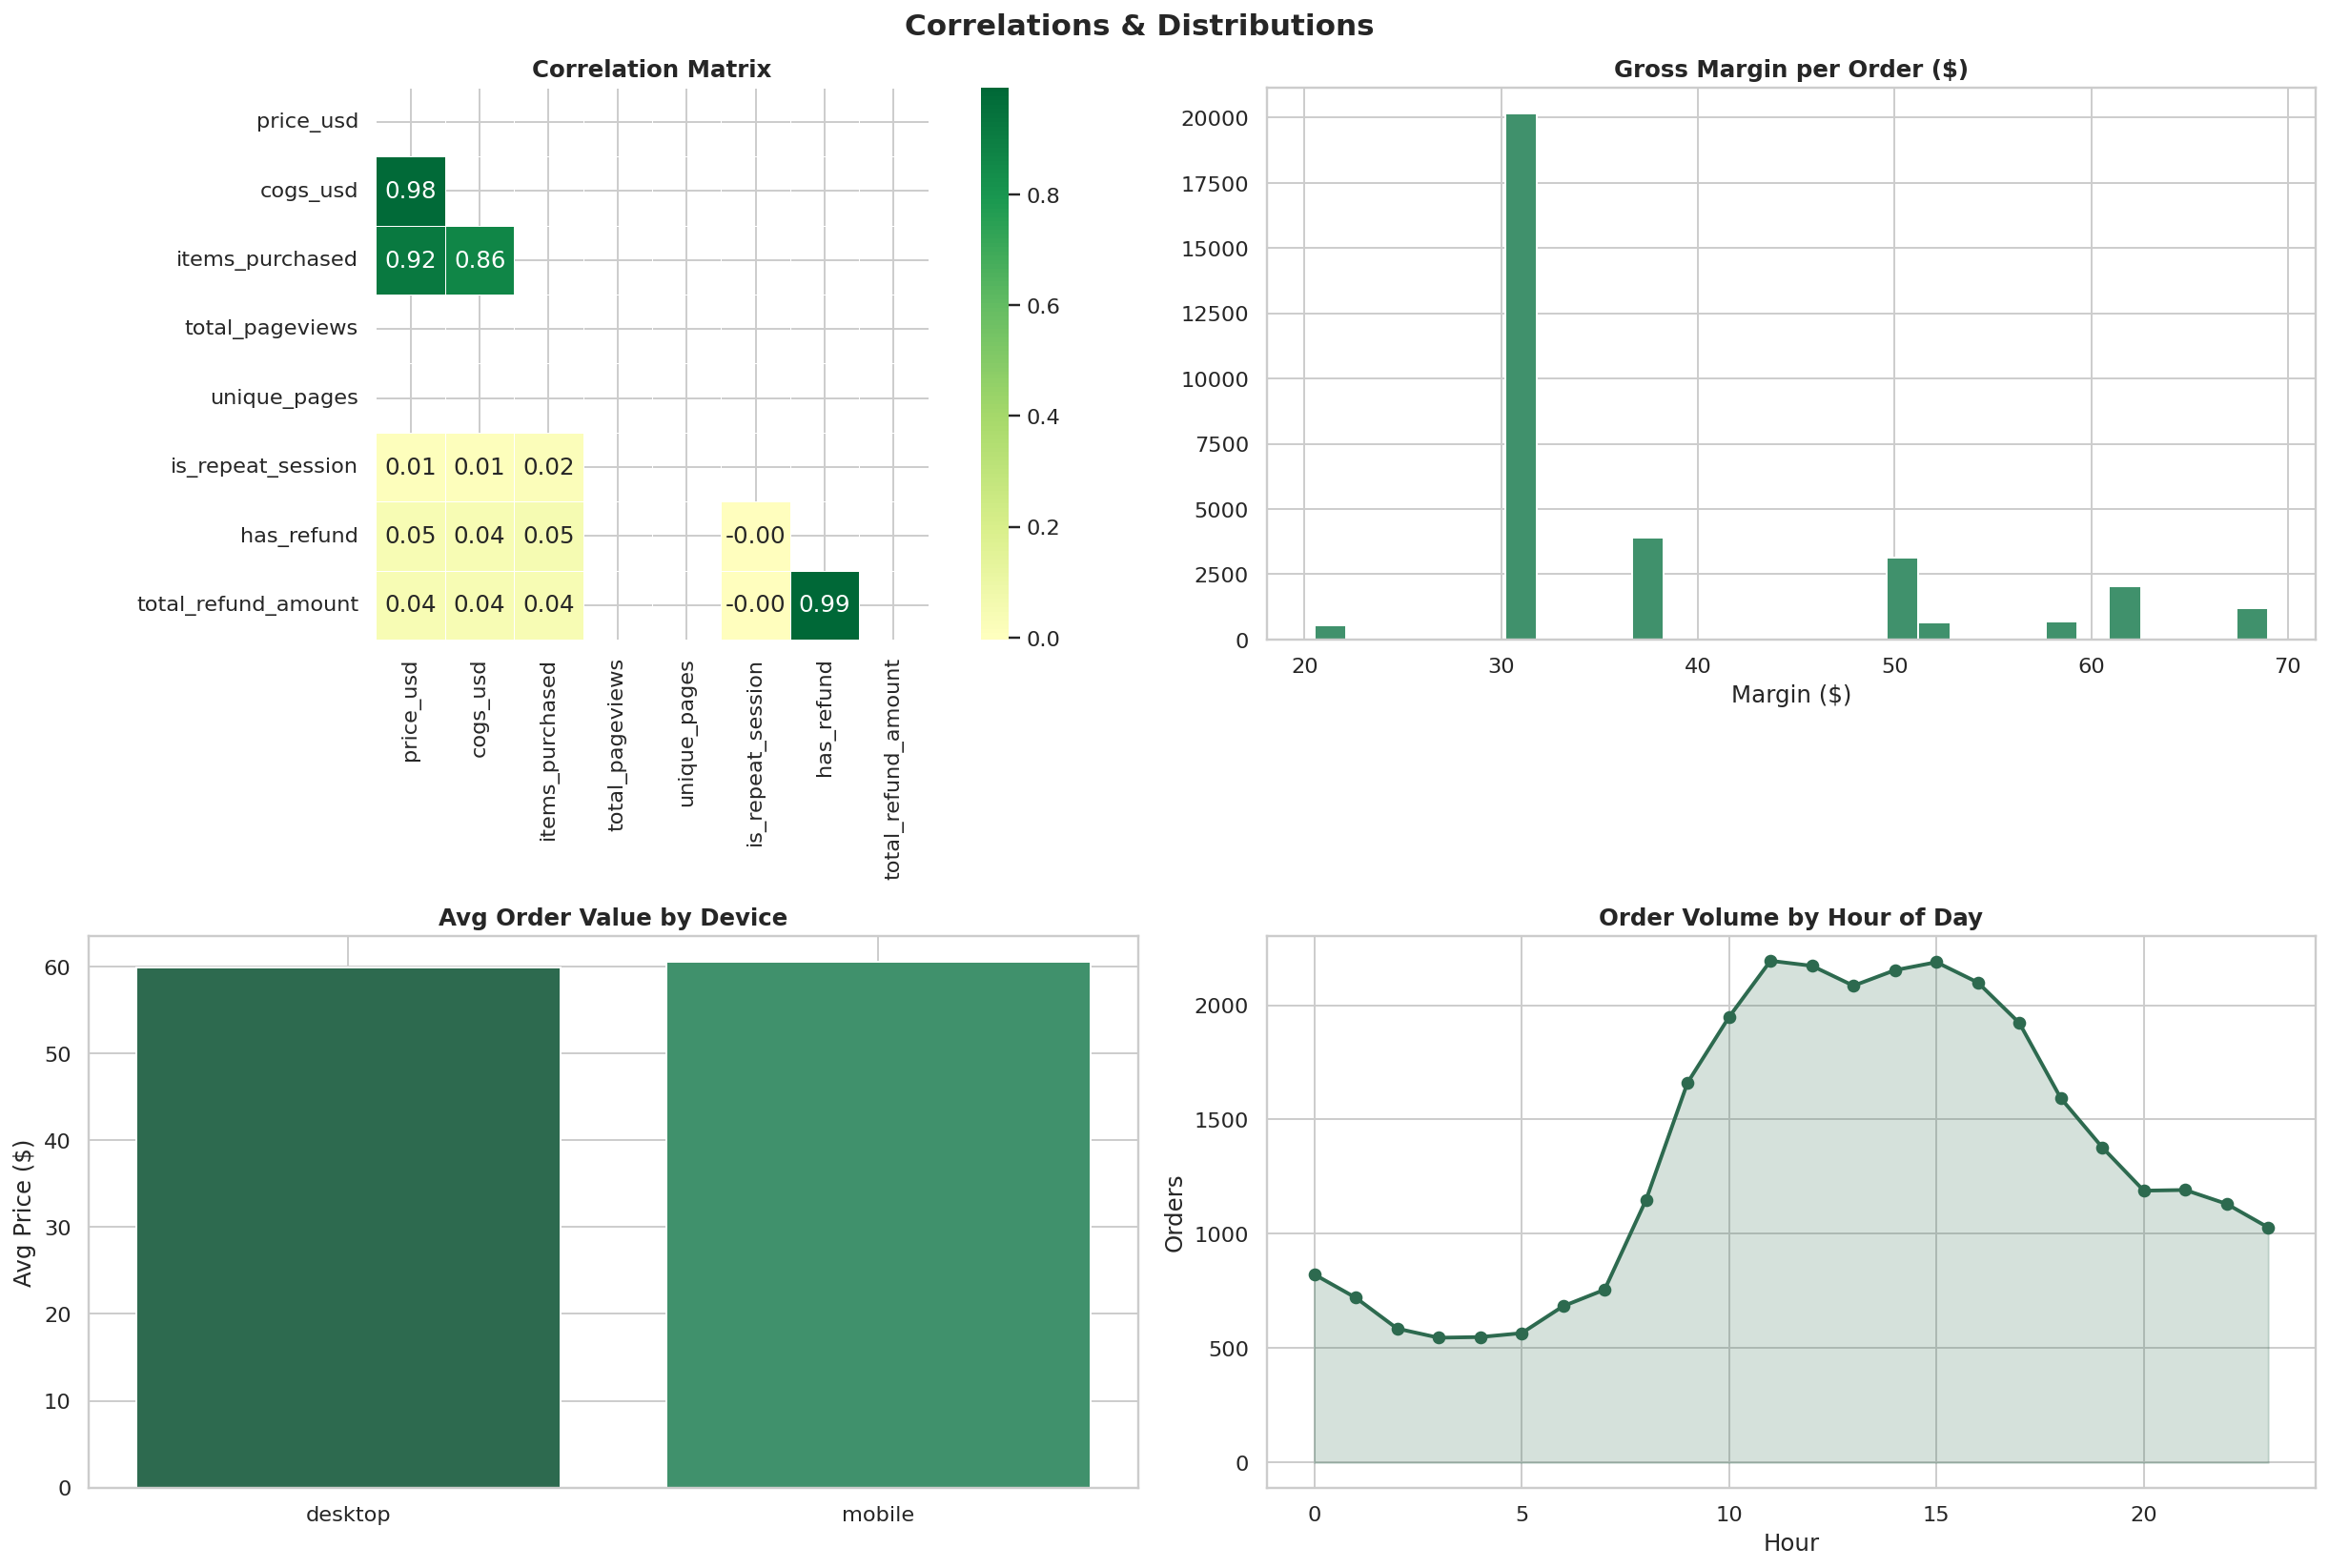 Correlations & Distributions
Correlation Matrix
price_usd
cogs_usd
items_purchased
total_pageviews
unique_pages
is_repeat_session
has_refund
total_refund_amount
0.98
0.92 0.86
0.01 0.01 0.02
0.05 0.04 0.05 -0.00
0.04 0.04 0.04 -0.00 0.99
price_usd
cogs_usd
items_purchased
total_pageviews
unique_pages
is_repeat_session
has_refund
total_refund_amount
0.8
0.6
0.4
0.2
0.0
Gross Margin per Order ($)
20000
17500
15000
12500
10000
7500
5000
2500
0
20 30 40 50 60 70
Margin ($)
Avg Order Value by Device
Avg Price ($)
60
50
40
30
20
10
0
desktop mobile
Order Volume by Hour of Day
Orders
2000
1500
1000
500
0
0 5 10 15 20
Hour